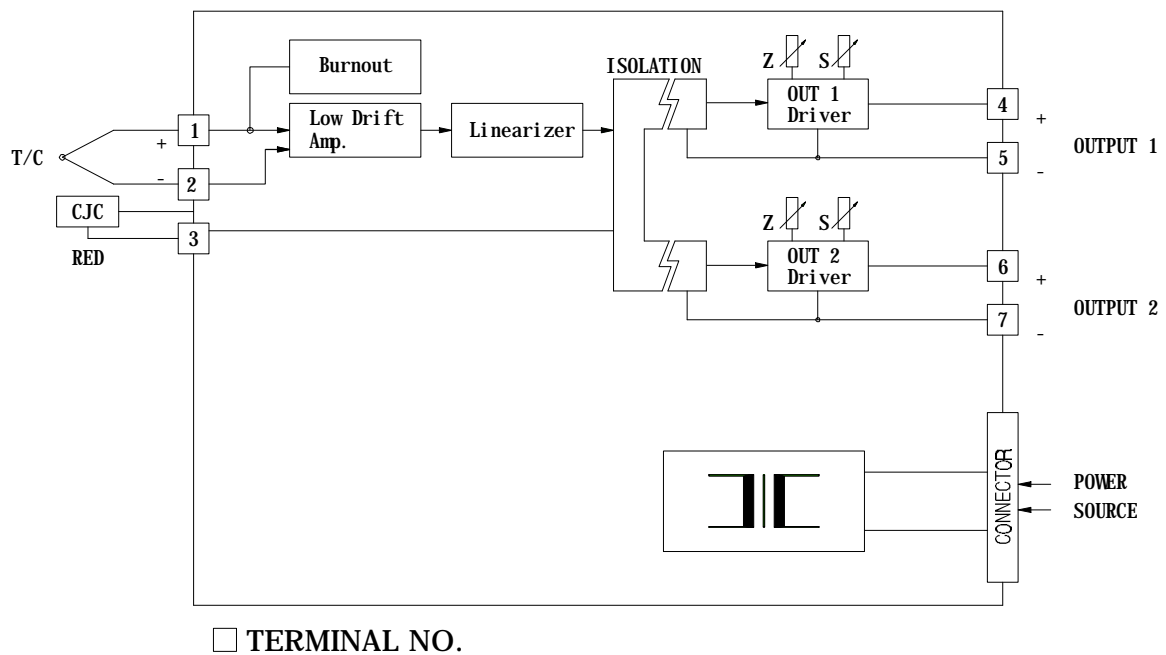 Burnout
ISOLATION
Z
S
Low Drift
Amp.
Linearizer
OUT 1
Driver
1
+
T/C
-
2
CJC
3
RED
4
+
OUTPUT 1
5
-
Z
S
OUT 2
Driver
6
+
OUTPUT 2
7
-
CONNECTOR
POWER
SOURCE
TERMINAL NO.